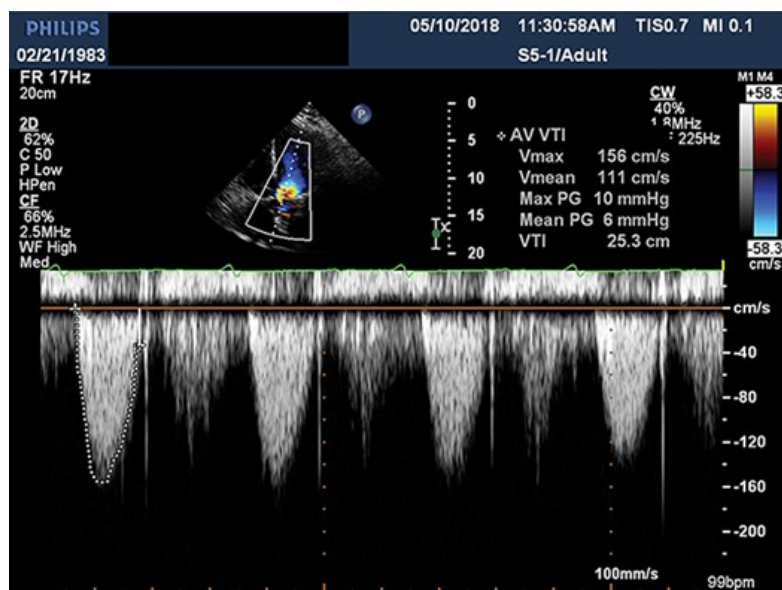 PHILIPS
02/21/1983
05/10/2018 11:30:58AM TIS0.7 MI 0.1
S5-1/Adult
FR 17Hz
20cm
2D
62%
C 50
P Low
HPen
CF
66%
2.5MHz
WF High
Med
P
0
5
10
15
20
x
AV VTI
Vmax 156 cm/s
Vmean 111 cm/s
Max PG 10 mmHg
Mean PG 6 mmHg
VTI 25.3 cm
CW
40%
1.8MHz
225Hz
M1 M4
+58.3
-58.3
cm/s
cm/s
-40
-80
-120
-160
-200
100mm/s
99bpm